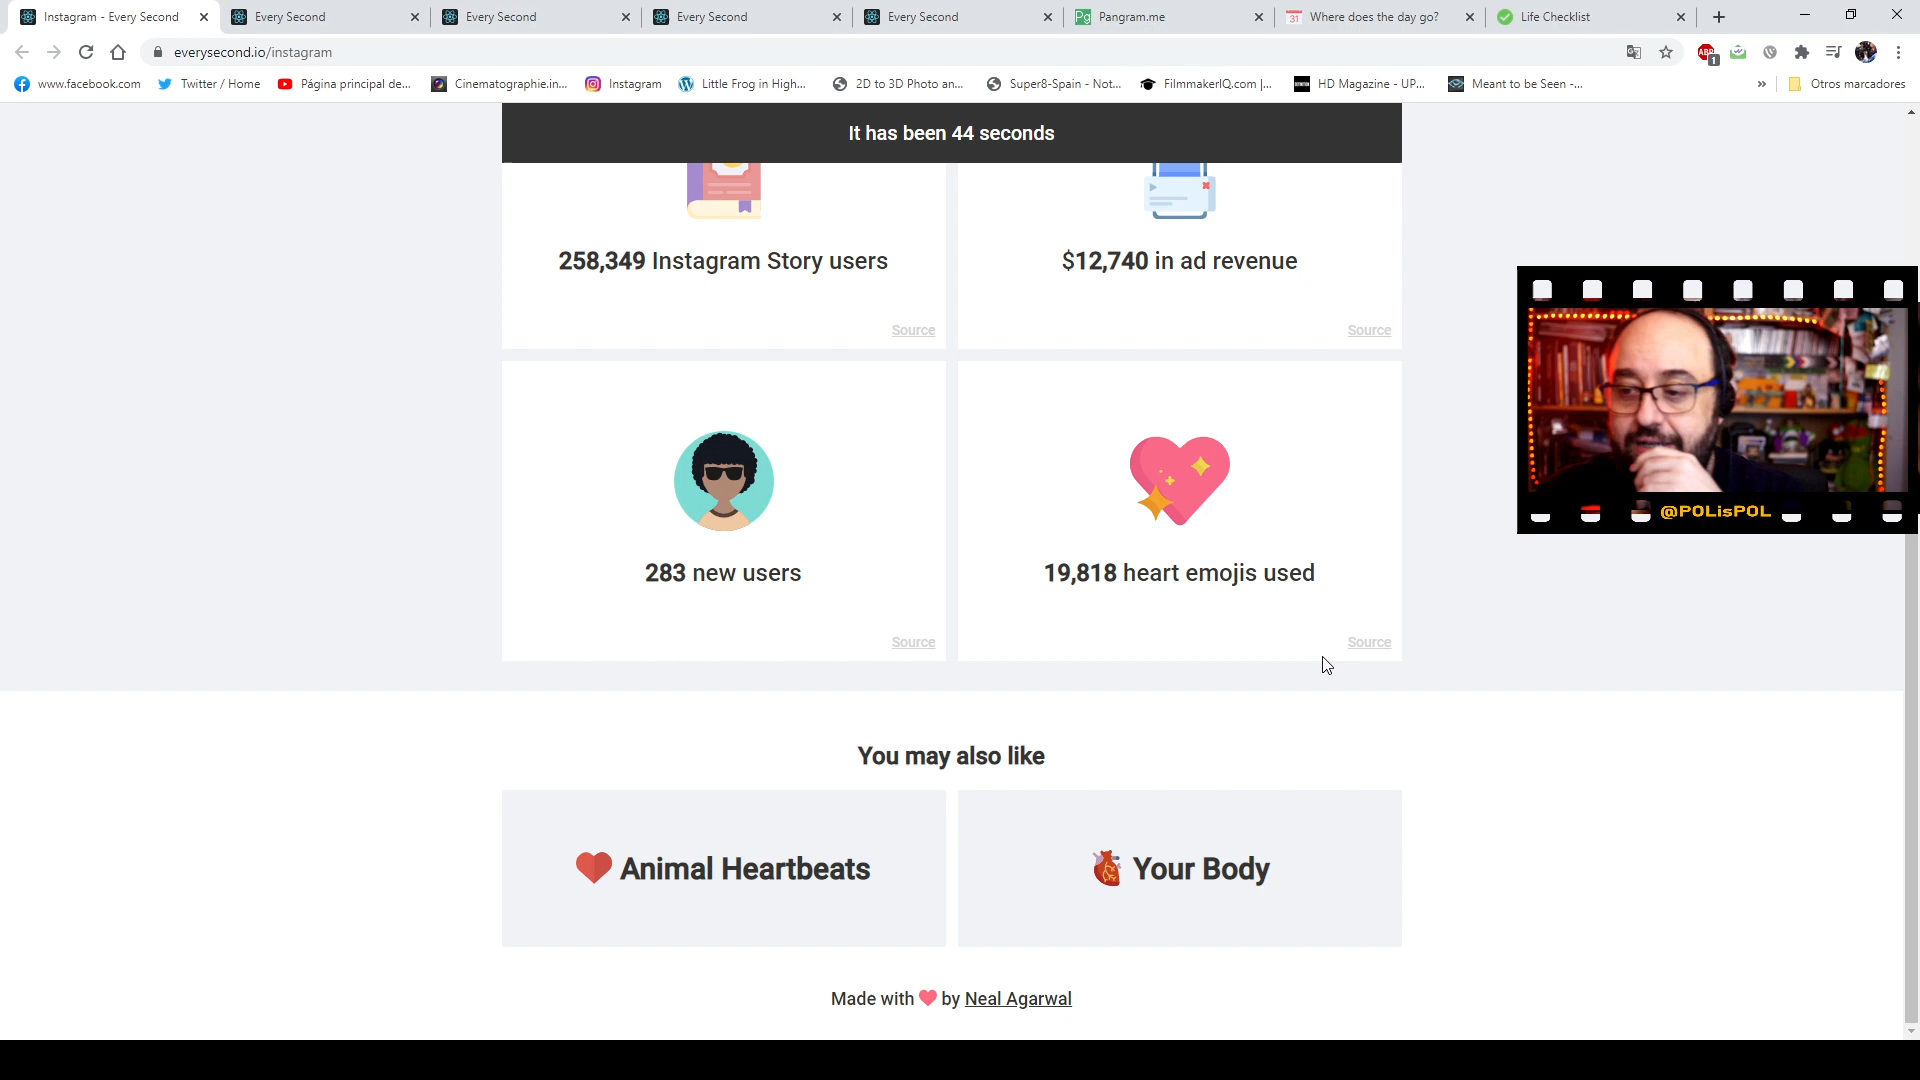 Instagram - Every Second
Every Second
Every Second
Every Second
Every Second
Pg Pangram.me
31 Where does the day go?
Life Checklist
everysecond.io/instagram
ABP 1
www.facebook.com
Twitter / Home
Página principal de...
Cinematographie.in...
Instagram
Little Frog in High...
2D to 3D Photo an...
Super8-Spain - Not...
FilmmakerIQ.com |...
HD Magazine - UP...
Meant to be Seen -...
»
Otros marcadores
It has been 44 seconds
258,349 Instagram Story users
Source
$12,740 in ad revenue
Source
283 new users
Source
19,818 heart emojis used
Source
@POLisPOL
You may also like
Animal Heartbeats
Your Body
Made with ❤ by Neal Agarwal